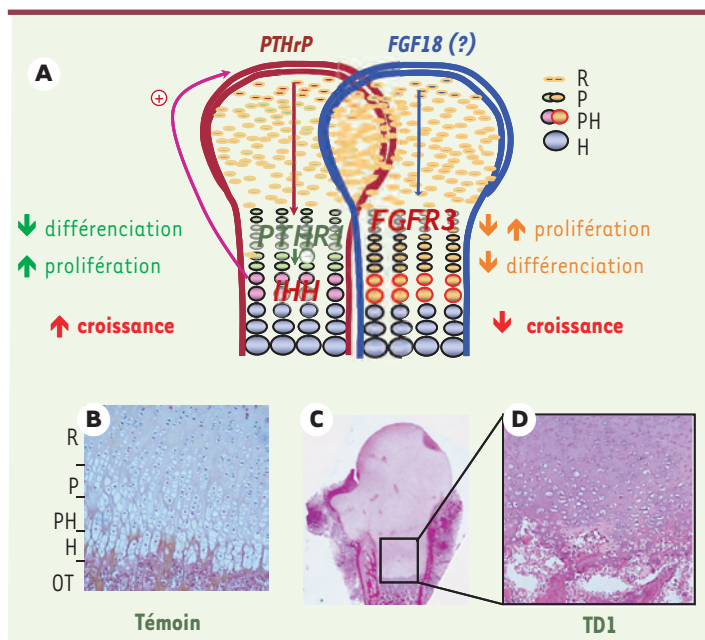 A
PTHrP
FGF18 (?)
+
R
P
PH
H
PTHR1
FGFR3
IHH
différenciation
prolifération
croissance
prolifération
différenciation
croissance
B
R
P
PH
H
OT
Témoin
C
D
TD1